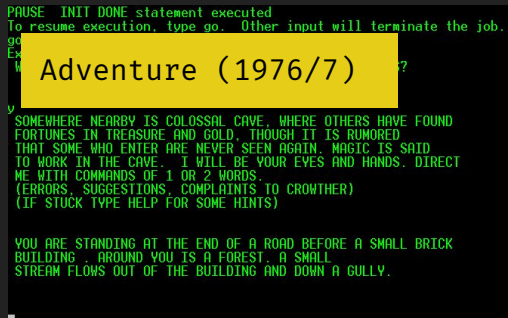 PAUSE  INIT DONE statement executed
To resume execution, type go.  Other input will terminate the job.
go
Ex
Adventure (1976/7)
W
?
y
SOMEWHERE NEARBY IS COLOSSAL CAVE, WHERE OTHERS HAVE FOUND
FORTUNES IN TREASURE AND GOLD, THOUGH IT IS RUMORED
THAT SOME WHO ENTER ARE NEVER SEEN AGAIN. MAGIC IS SAID
TO WORK IN THE CAVE.  I WILL BE YOUR EYES AND HANDS. DIRECT
ME WITH COMMANDS OF 1 OR 2 WORDS.
(ERRORS, SUGGESTIONS, COMPLAINTS TO CROWTHER)
(IF STUCK TYPE HELP FOR SOME HINTS)
YOU ARE STANDING AT THE END OF A ROAD BEFORE A SMALL BRICK
BUILDING . AROUND YOU IS A FOREST. A SMALL
STREAM FLOWS OUT OF THE BUILDING AND DOWN A GULLY.